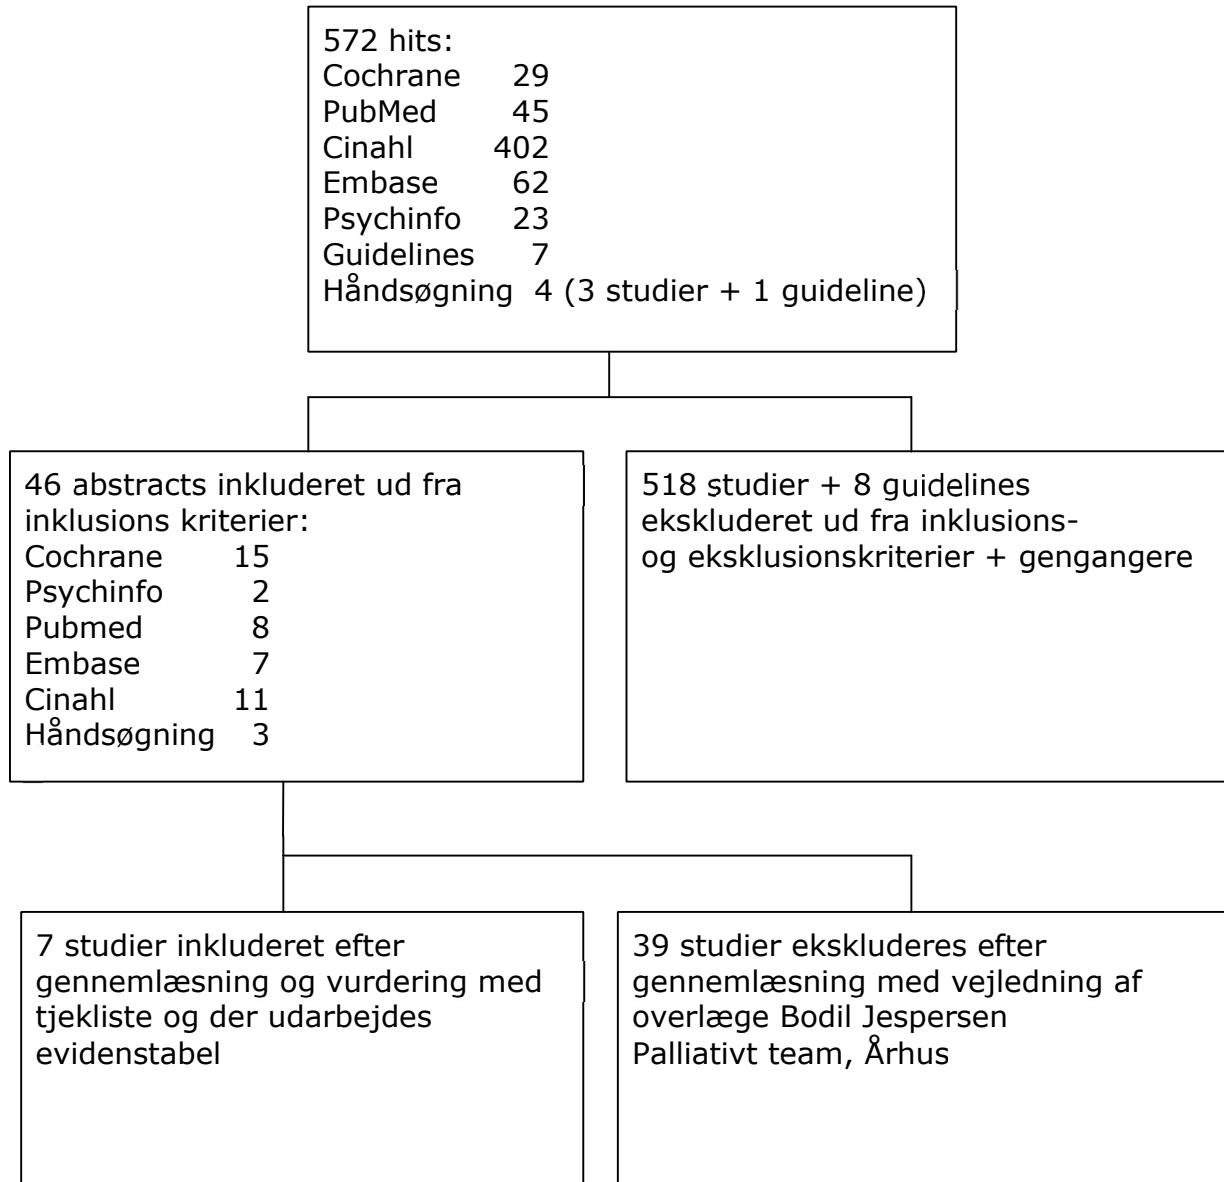 572 hits:
Cochrane 29
PubMed 45
Cinahl 402
Embase 62
Psychinfo 23
Guidelines 7
Håndsøgning 4 (3 studier + 1 guideline)
46 abstracts inkluderet ud fra
inklusions kriterier:
Cochrane 15
Psychinfo 2
Pubmed 8
Embase 7
Cinahl 11
Håndsøgning 3
518 studier + 8 guidelines
ekskluderet ud fra inklusions-
og eksklusionskriterier + gengangere
7 studier inkluderet efter
gennemlæsning og vurdering med
tjekliste og der udarbejdes
evidenstabel
39 studier ekskluderes efter
gennemlæsning med vejledning af
overlæge Bodil Jespersen
Palliativt team, Århus